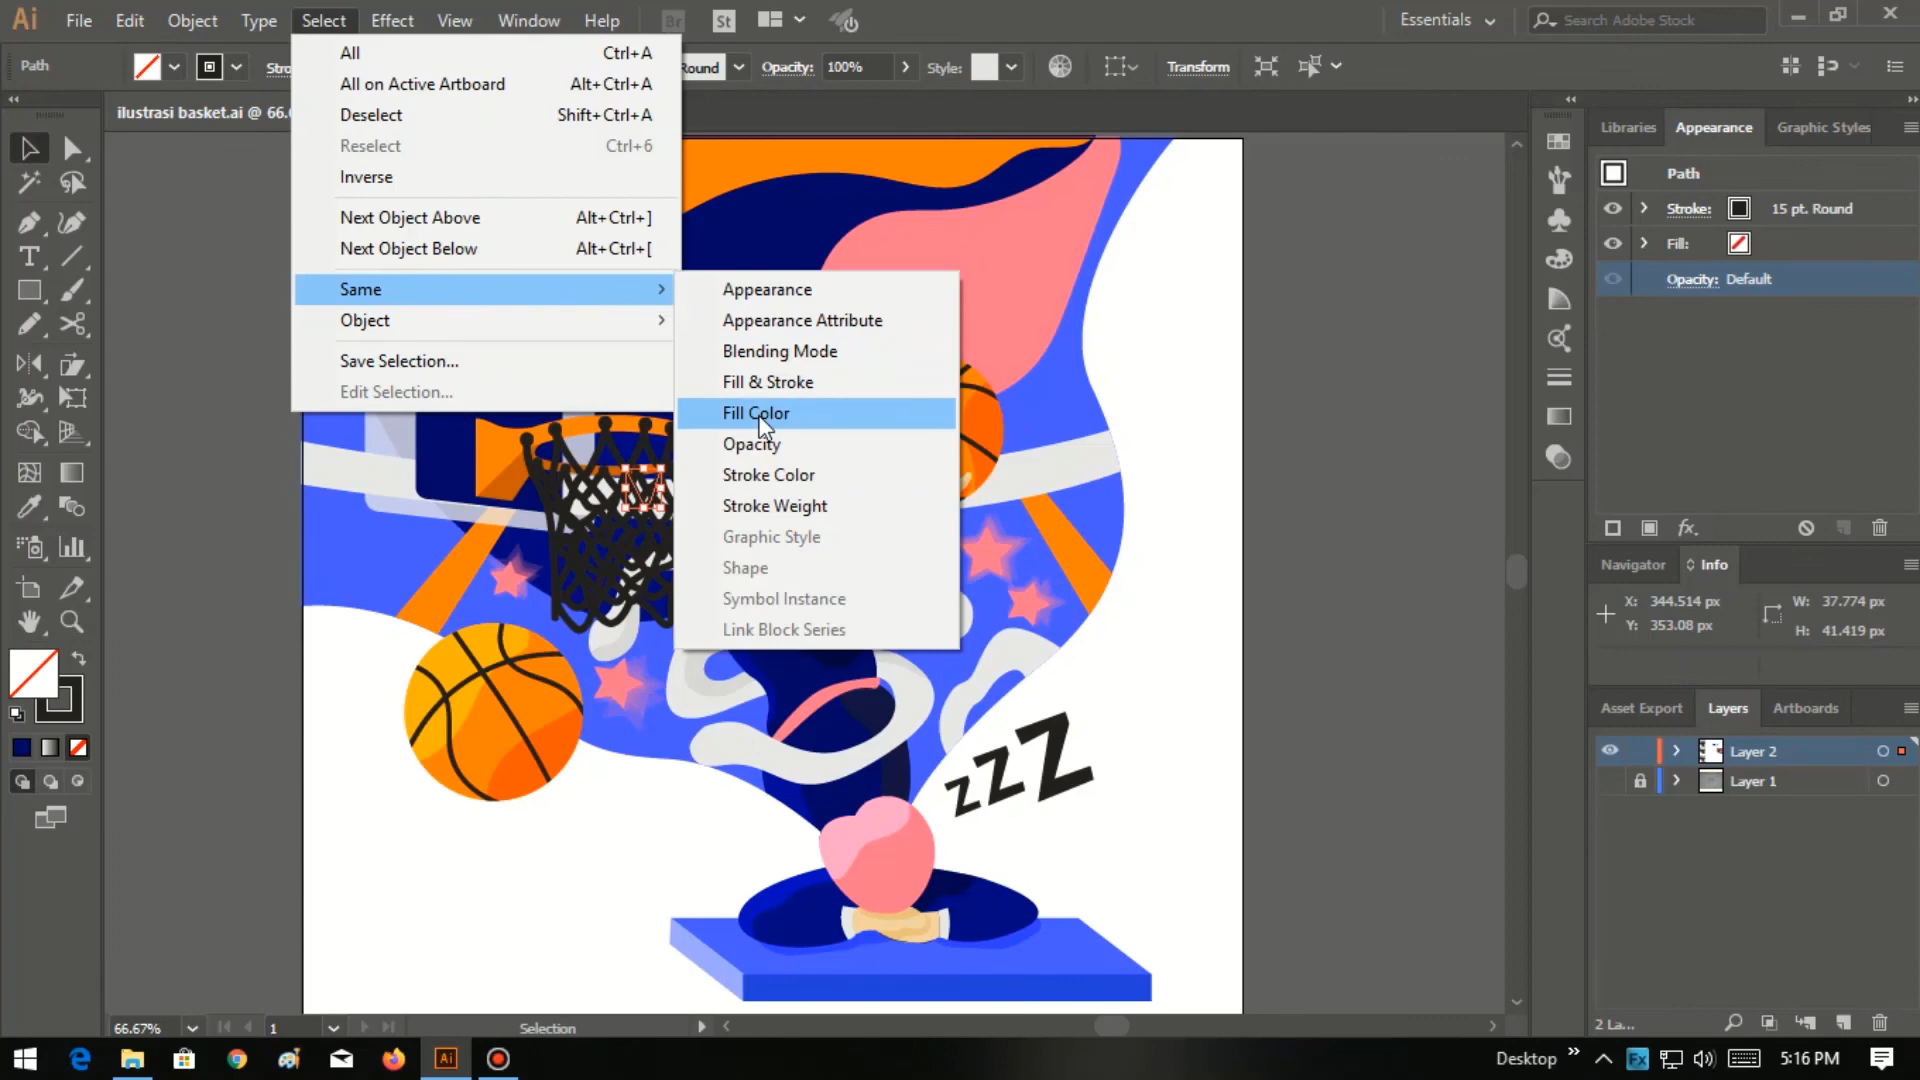 Ai File Edit Object Type Select Effect View Window Help Br St Essentials Search Adobe Stock
Path Stro Round Opacity: 100% Style: Transform
ilustrasi basket.ai @ 66.
All Ctrl+A
All on Active Artboard Alt+Ctrl+A
Deselect Shift+Ctrl+A
Reselect Ctrl+6
Inverse
Next Object Above Alt+Ctrl+]
Next Object Below Alt+Ctrl+[
Same
Object
Save Selection...
Edit Selection...
Appearance
Appearance Attribute
Blending Mode
Fill & Stroke
Fill Color
Opacity
Stroke Color
Stroke Weight
Graphic Style
Shape
Symbol Instance
Link Block Series
zzZ
Libraries Appearance Graphic Styles
Path
Stroke: 15 pt. Round
Fill:
Opacity: Default
fx
Navigator Info
X: 344.514 px W: 37.774 px
Y: 353.08 px H: 41.419 px
Asset Export Layers Artboards
Layer 2
Layer 1
2 La...
66.67% 1 Selection
Ai Desktop Fx 5:16 PM